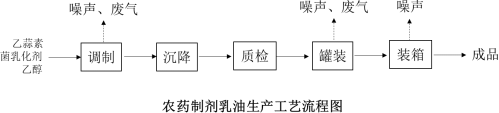 噪声、废气
噪声、废气
噪声
乙蒜素
菌乳化剂
乙醇
调制
沉降
质检
罐装
装箱
成品
农药制剂乳油生产工艺流程图